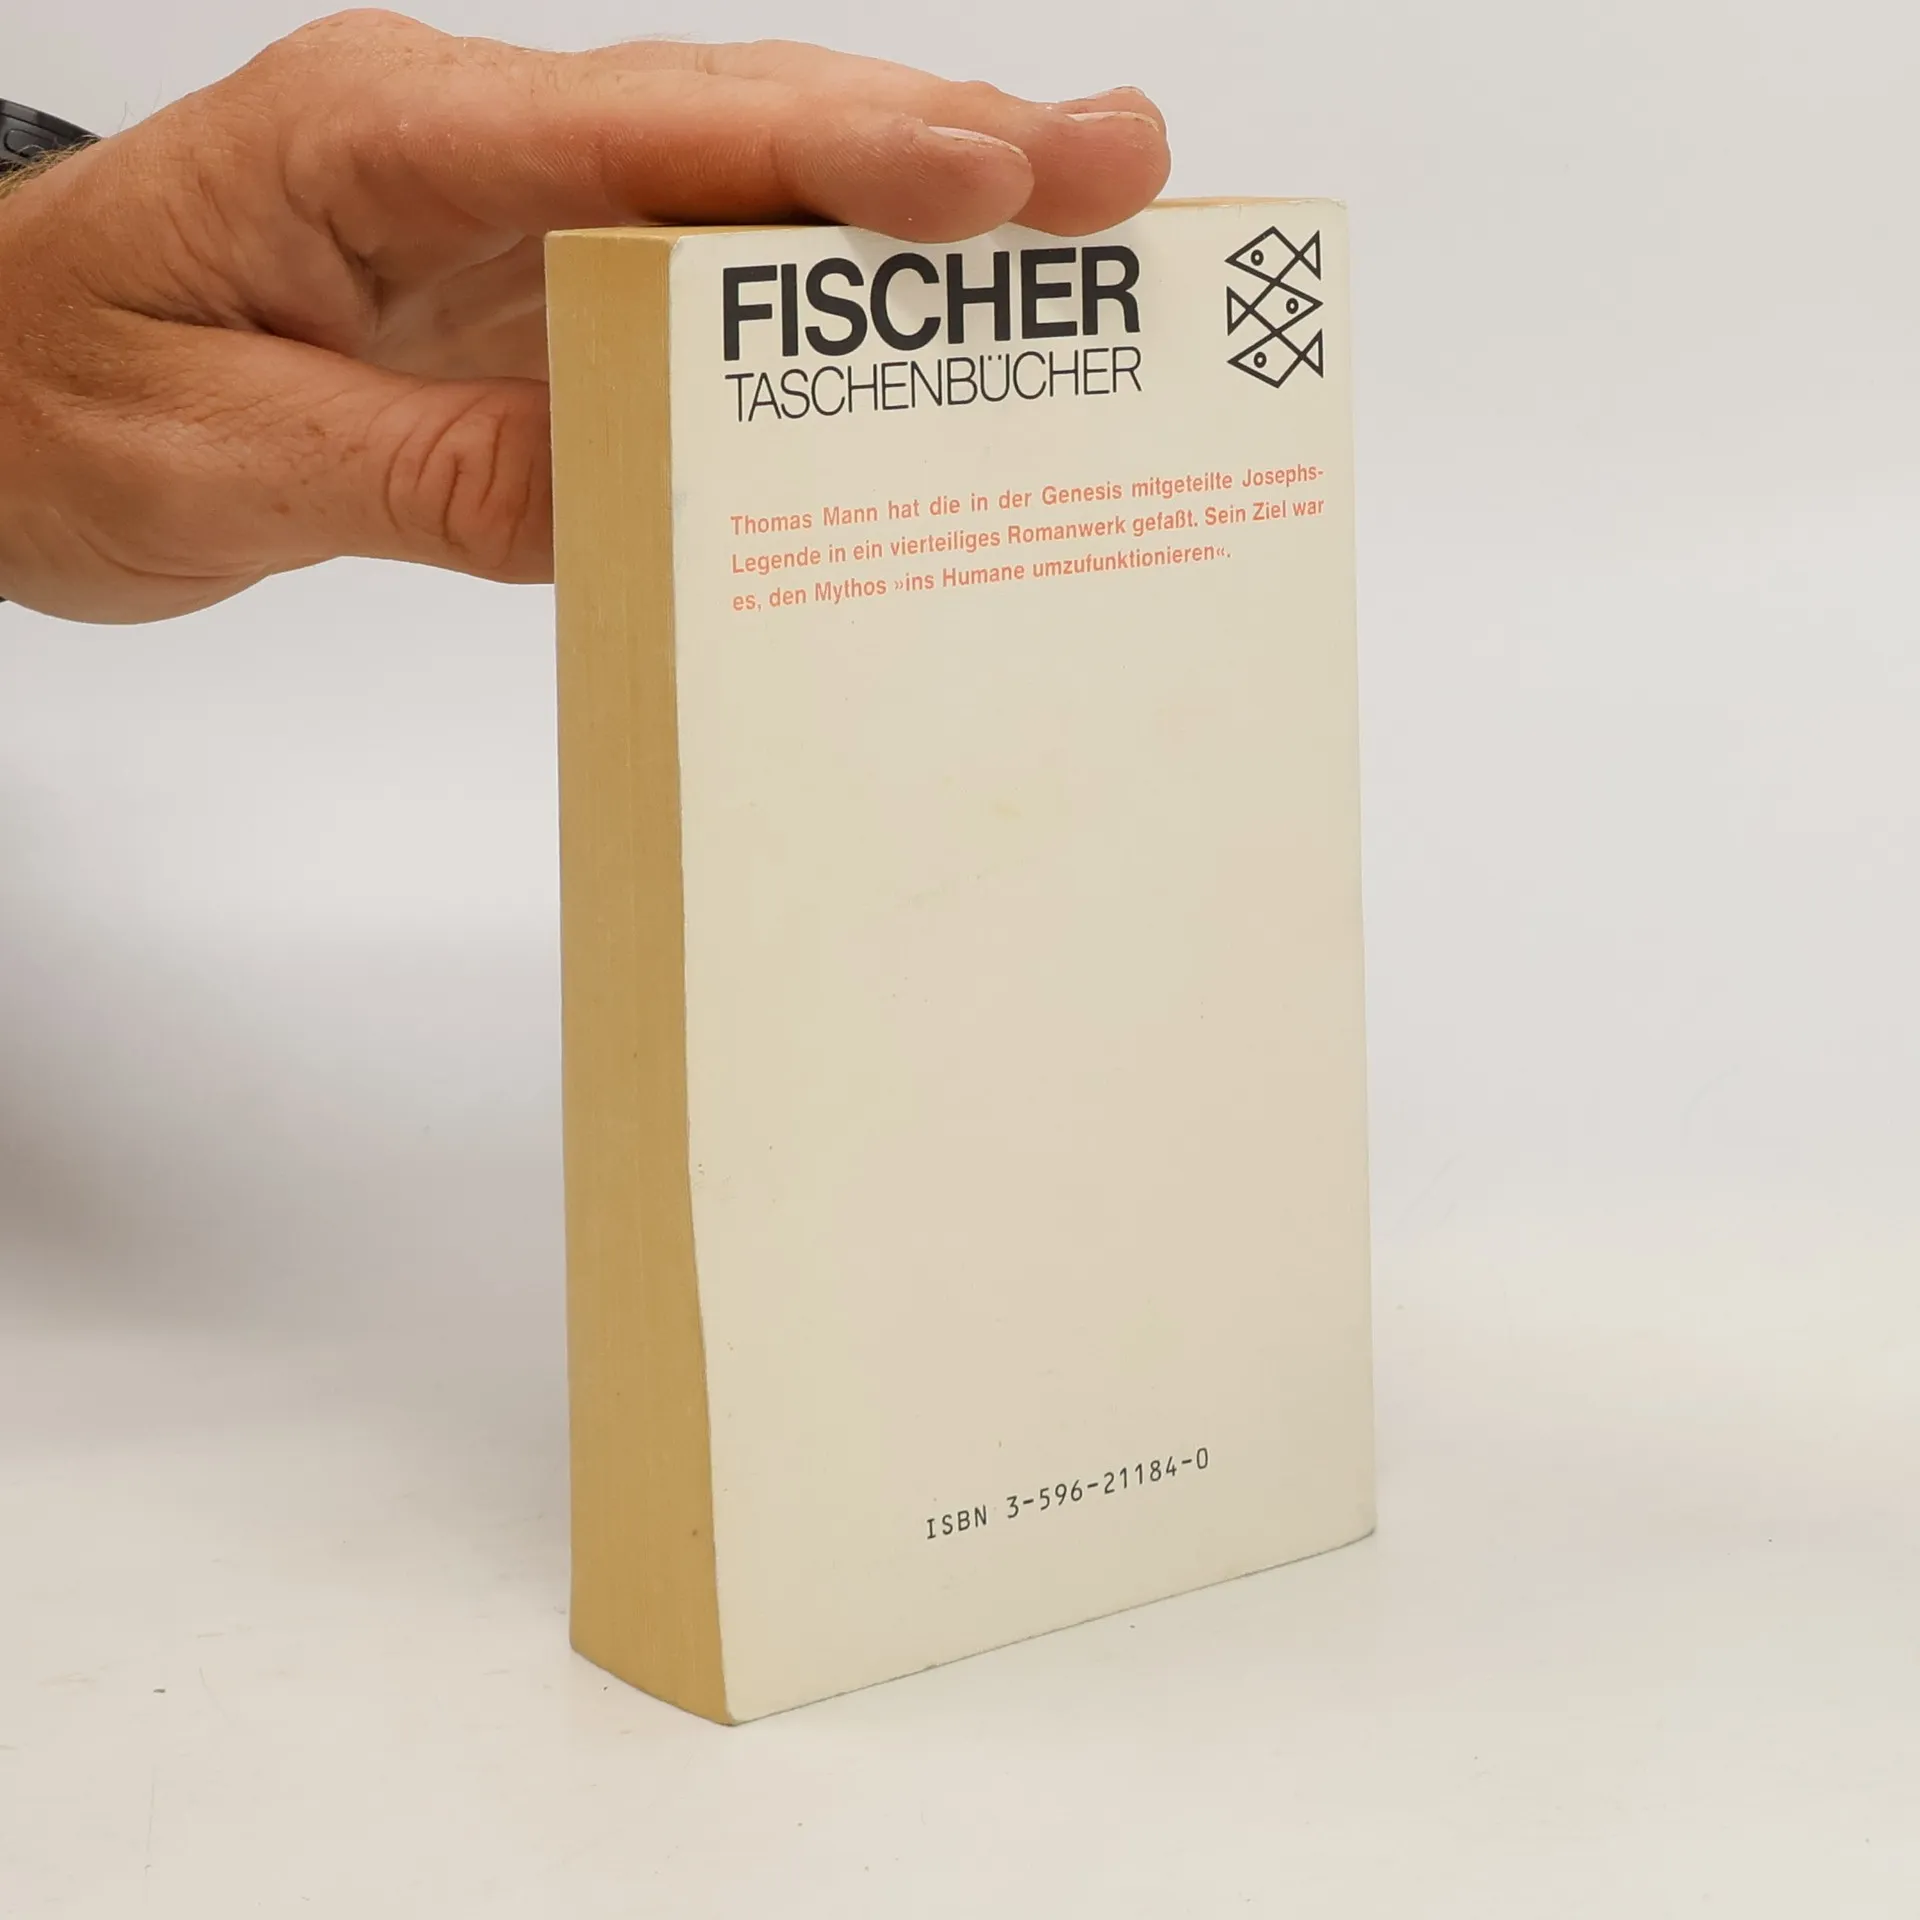 FISCHER
TASCHENBÜCHER
Thomas Mann hat die in der Genesis mitgeteilte Josephs-
Legende in ein vierteiliges Romanwerk gefaßt. Sein Ziel war
es, den Mythos »ins Humane umzufunktionieren«.
ISBN 3-596-21184-0